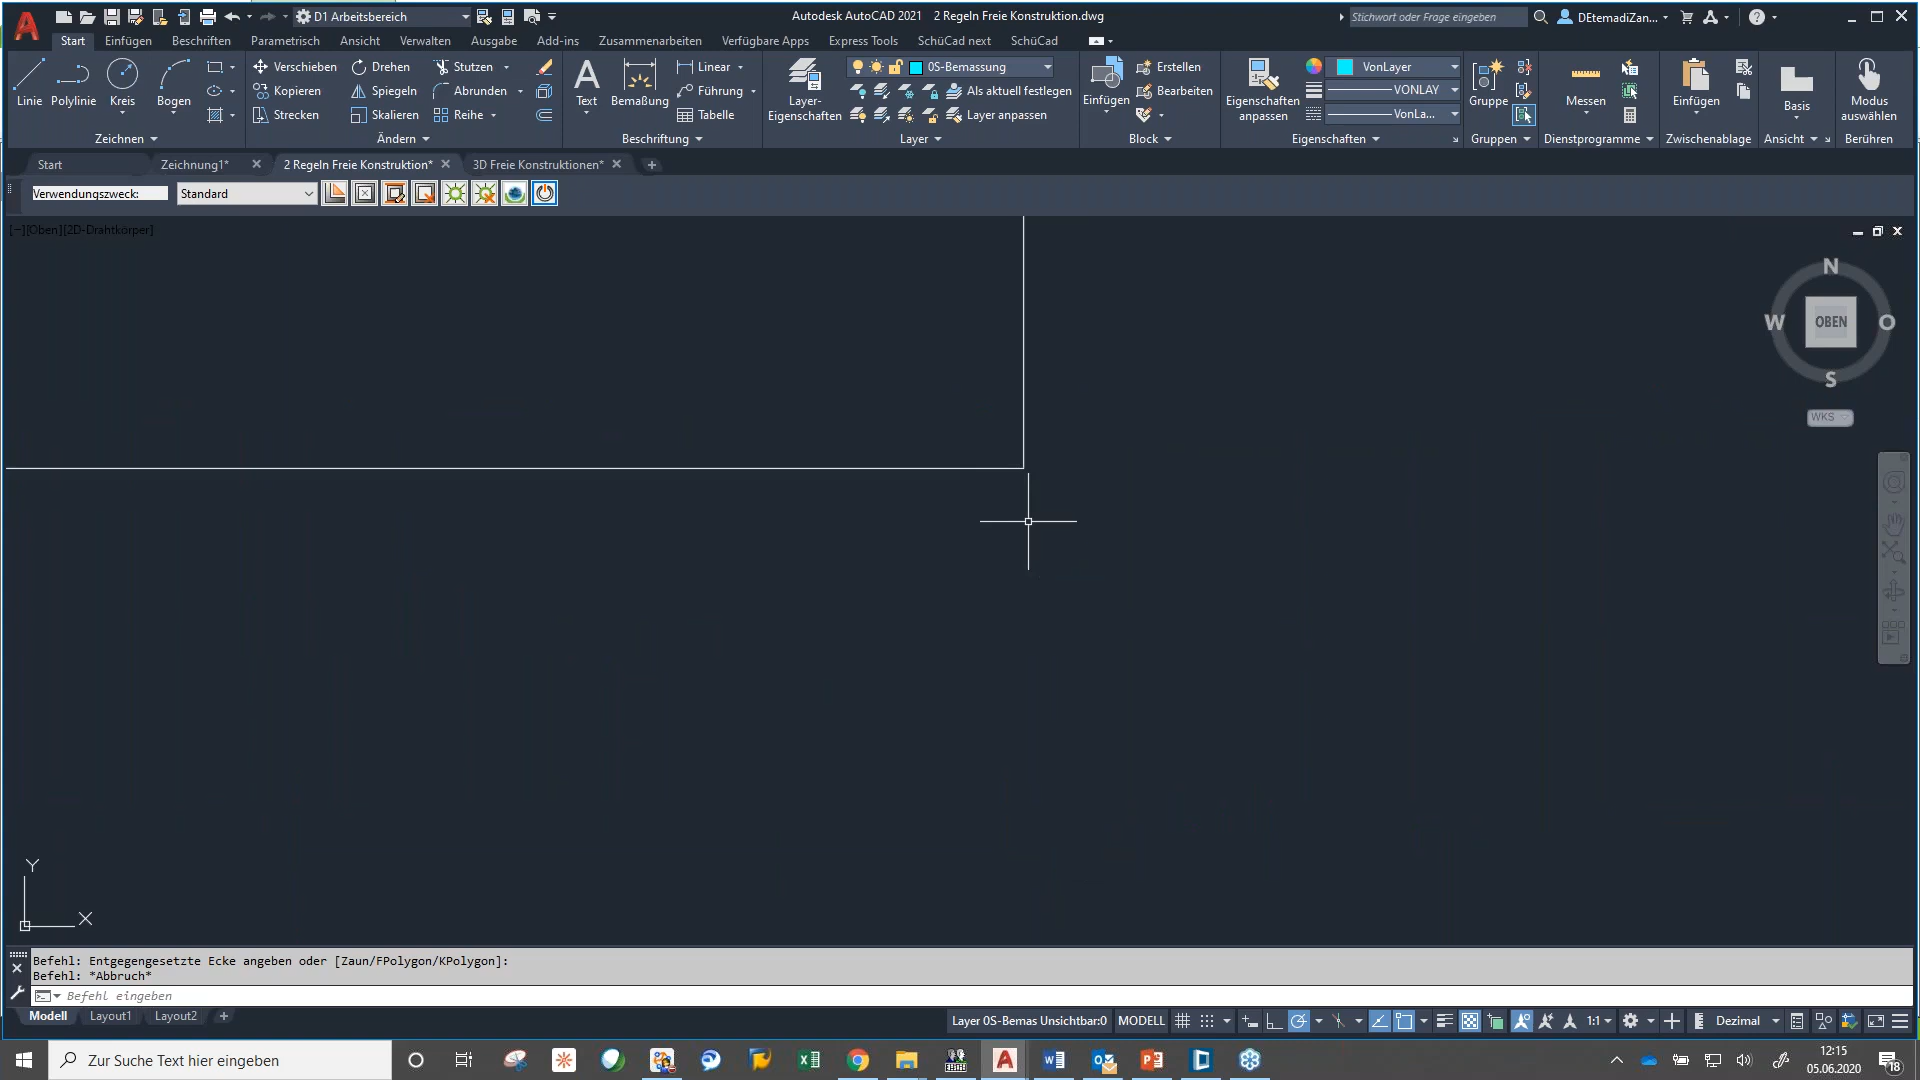 D1 Arbeitsbereich
Autodesk AutoCAD 2021 2 Regeln Freie Konstruktion.dwg
Stichwort oder Frage eingeben
DEtemadiZan...
Start Einfügen Beschriften Parametrisch Ansicht Verwalten Ausgabe Add-ins Zusammenarbeiten Verfügbare Apps Express Tools SchüCad next SchüCad
Linie Polylinie Kreis Bogen
Verschieben Drehen Stutzen
Kopieren Spiegeln Abrunden
Strecken Skalieren Reihe
Text Bemaßung
Linear
Führung
Tabelle
Layer-
Eigenschaften
0S-Bemassung
Als aktuell festlegen
Layer anpassen
Einfügen
Erstellen
Bearbeiten
Eigenschaften
anpassen
VonLayer
VONLAY
VonLa...
Gruppe
Messen
Einfügen
Basis
Modus
auswählen
Zeichnen Ändern Beschriftung Layer Block Eigenschaften Gruppen Dienstprogramme Zwischenablage Ansicht Berühren
Start Zeichnung1* 2 Regeln Freie Konstruktion* 3D Freie Konstruktionen*
Verwendungszweck: Standard
[−][Oben][2D-Drahtkörper]
N
W OBEN O
S
WKS
Y
X
Befehl: Entgegengesetzte Ecke angeben oder [Zaun/FPolygon/KPolygon]:
Befehl: *Abbruch*
Befehl eingeben
Modell Layout1 Layout2 +
Layer 0S-Bemas Unsichtbar:0 MODELL 1:1 Dezimal
Zur Suche Text hier eingeben
12:15
05.06.2020
18